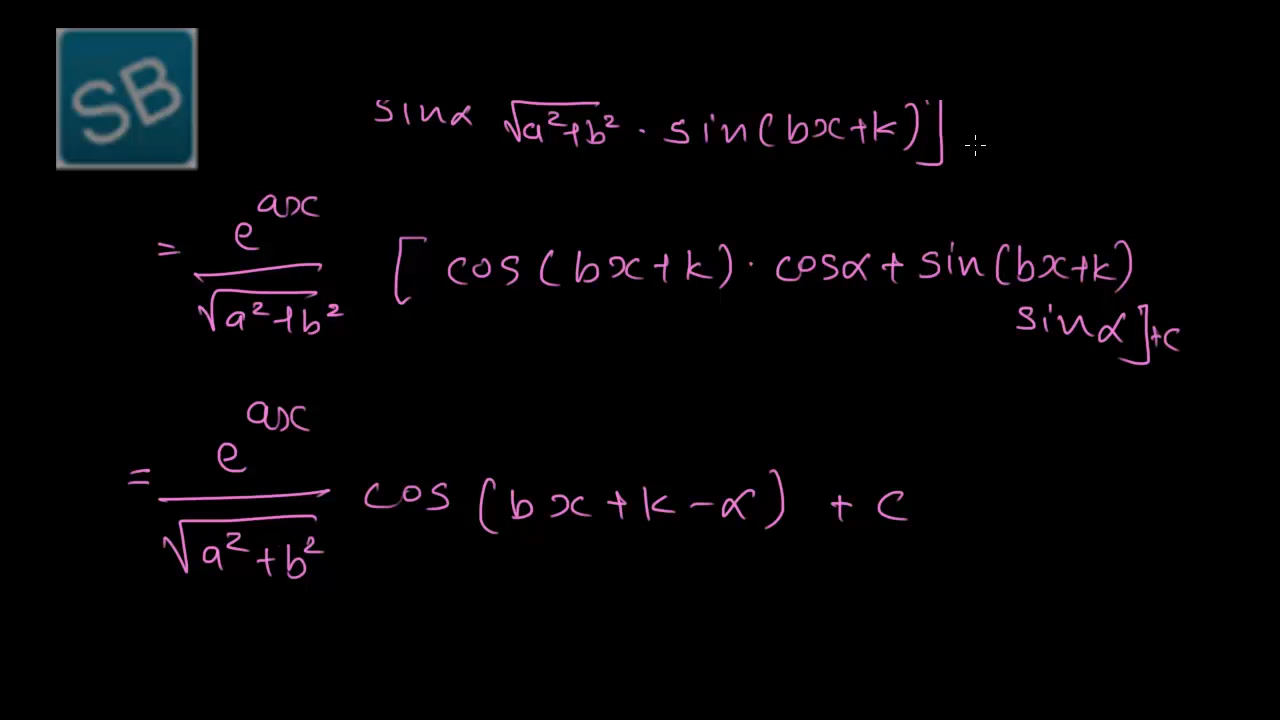 SB
sinα √a²+b² · sin(bx+k)]
= e^ax / √a²+b² [cos(bx+k) · cosα + sin(bx+k)
sinα] + c
= e^ax / √a²+b² cos(bx+k-α) + c